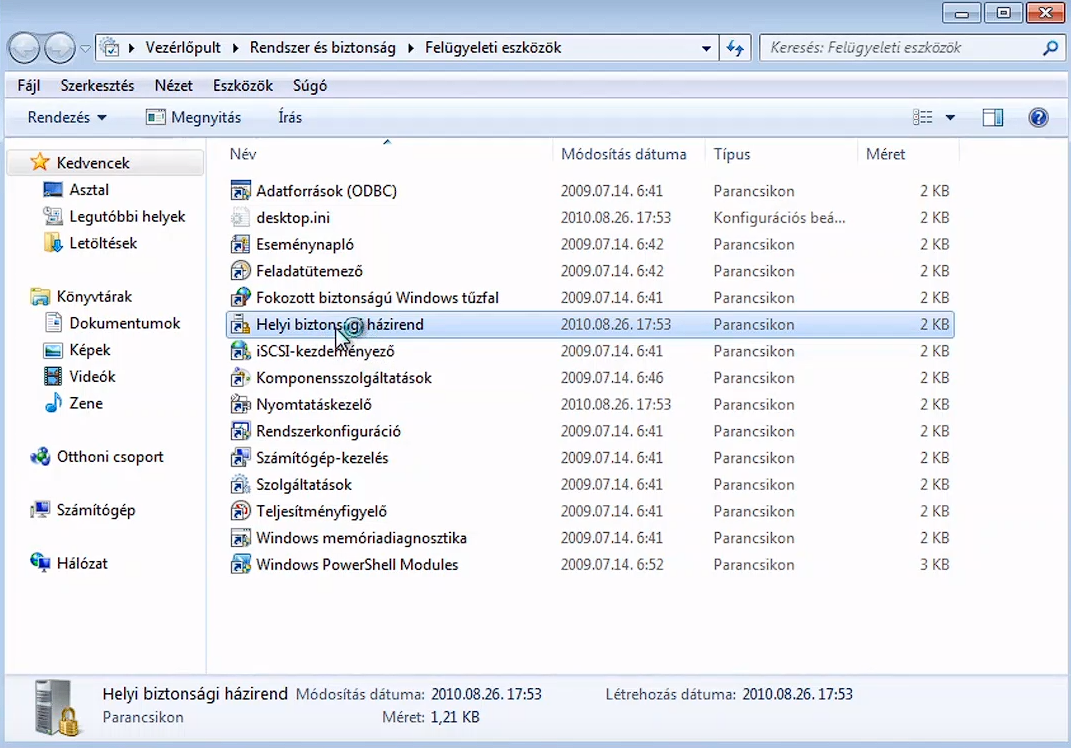 Vezérlőpult Rendszer és biztonság Felügyeleti eszközök Keresés: Felügyeleti eszközök
Fájl Szerkesztés Nézet Eszközök Súgó
Rendezés Megnyitás Írás
Kedvencek
Asztal
Legutóbbi helyek
Letöltések
Könyvtárak
Dokumentumok
Képek
Videók
Zene
Otthoni csoport
Számítógép
Hálózat
Név Módosítás dátuma Típus Méret
Adatforrások (ODBC) 2009.07.14. 6:41 Parancsikon 2 KB
desktop.ini 2010.08.26. 17:53 Konfigurációs beá... 2 KB
Eseménynapló 2009.07.14. 6:42 Parancsikon 2 KB
Feladatütemező 2009.07.14. 6:42 Parancsikon 2 KB
Fokozott biztonságú Windows tűzfal 2009.07.14. 6:41 Parancsikon 2 KB
Helyi biztonsági házirend 2010.08.26. 17:53 Parancsikon 2 KB
iSCSI-kezdeményező 2009.07.14. 6:41 Parancsikon 2 KB
Komponensszolgáltatások 2009.07.14. 6:46 Parancsikon 2 KB
Nyomtatáskezelő 2010.08.26. 17:53 Parancsikon 2 KB
Rendszerkonfiguráció 2009.07.14. 6:41 Parancsikon 2 KB
Számítógép-kezelés 2009.07.14. 6:41 Parancsikon 2 KB
Szolgáltatások 2009.07.14. 6:41 Parancsikon 2 KB
Teljesítményfigyelő 2009.07.14. 6:41 Parancsikon 2 KB
Windows memóriadiagnosztika 2009.07.14. 6:41 Parancsikon 2 KB
Windows PowerShell Modules 2009.07.14. 6:52 Parancsikon 3 KB
Helyi biztonsági házirend Módosítás dátuma: 2010.08.26. 17:53 Létrehozás dátuma: 2010.08.26. 17:53
Parancsikon Méret: 1,21 KB